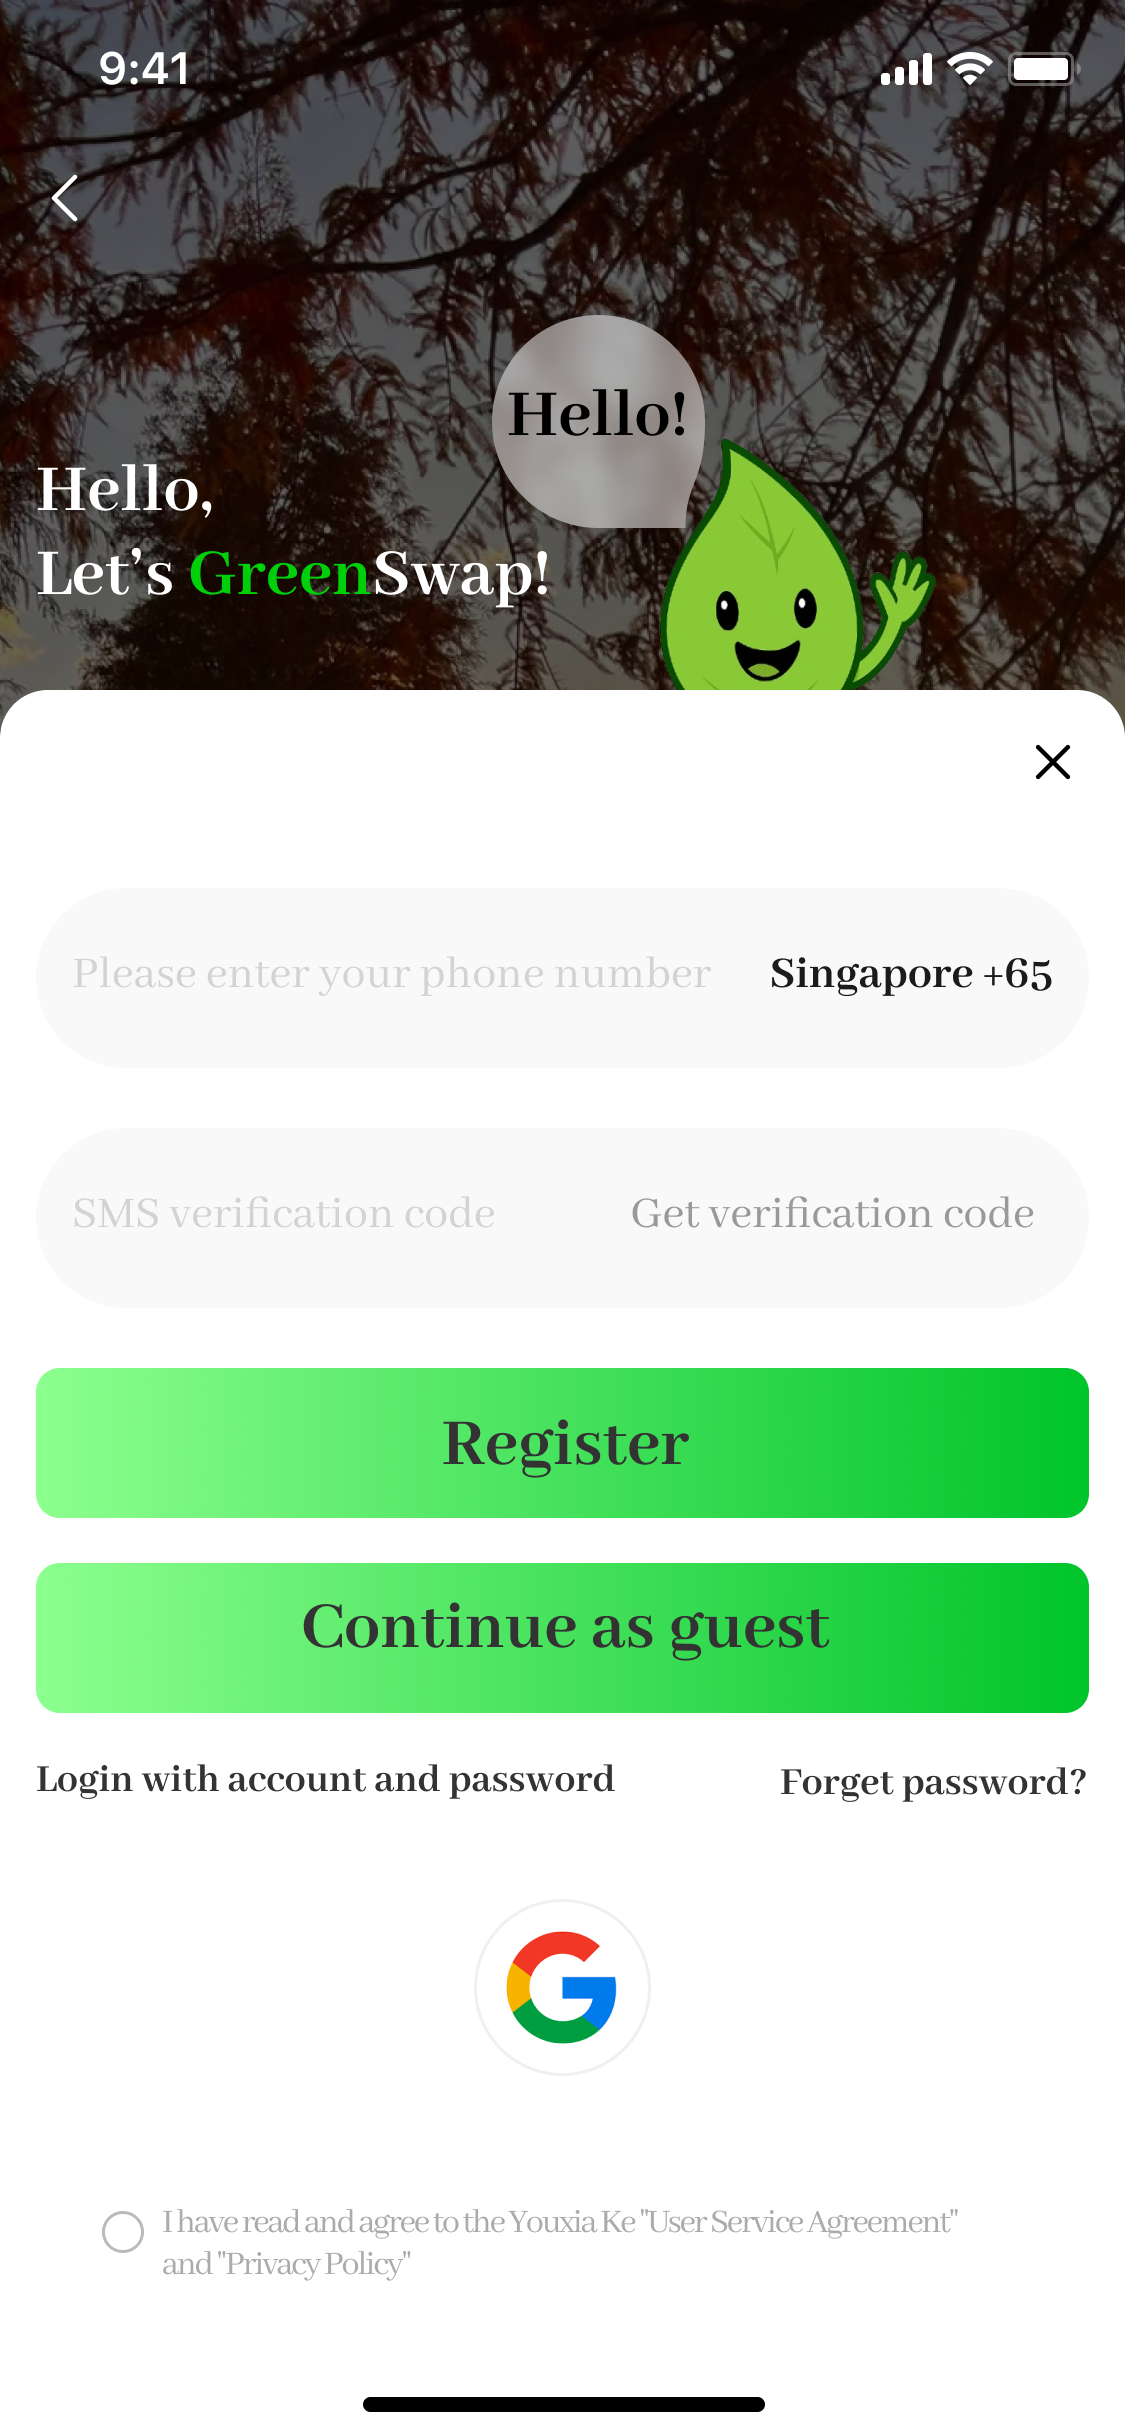 9:41
Hello!
Hello,
Let's GreenSwap!
Please enter your phone number Singapore +65
SMS verification code Get verification code
Register
Continue as guest
Login with account and password Forget password?
I have read and agree to the Youxia Ke "User Service Agreement"
and "Privacy Policy"